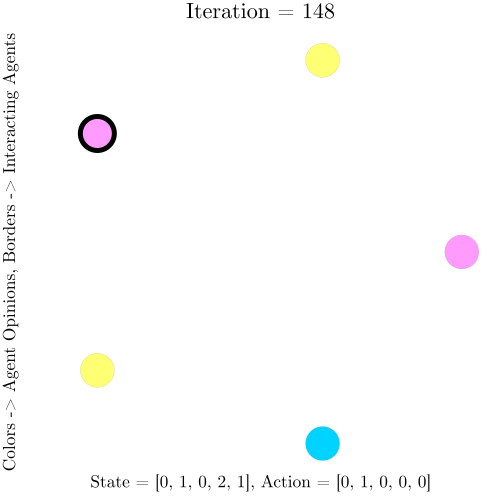 Iteration = 148
Colors -> Agent Opinions, Borders -> Interacting Agents
State = [0, 1, 0, 2, 1], Action = [0, 1, 0, 0, 0]